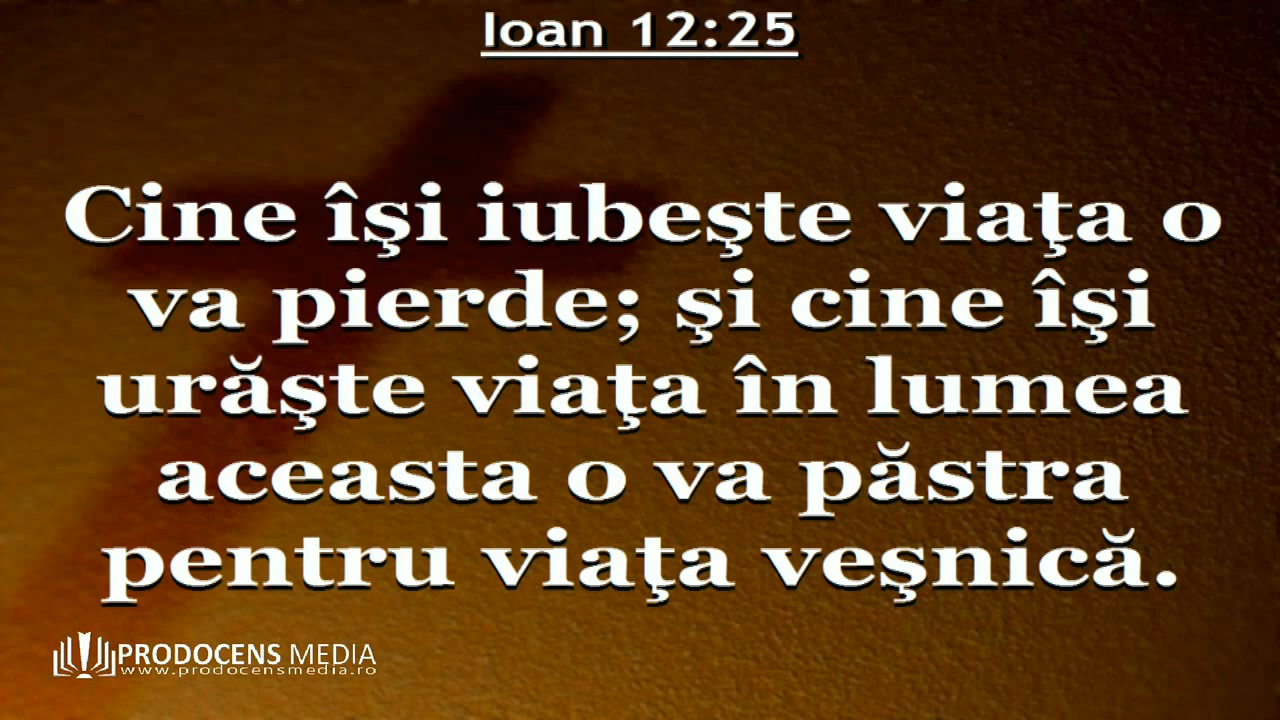 Ioan 12:25
Cine îşi iubeşte viaţa o
va pierde; şi cine îşi
urăşte viaţa în lumea
aceasta o va păstra
pentru viaţa veşnică.
PRODOCENS MEDIA
www.prodocensmedia.ro